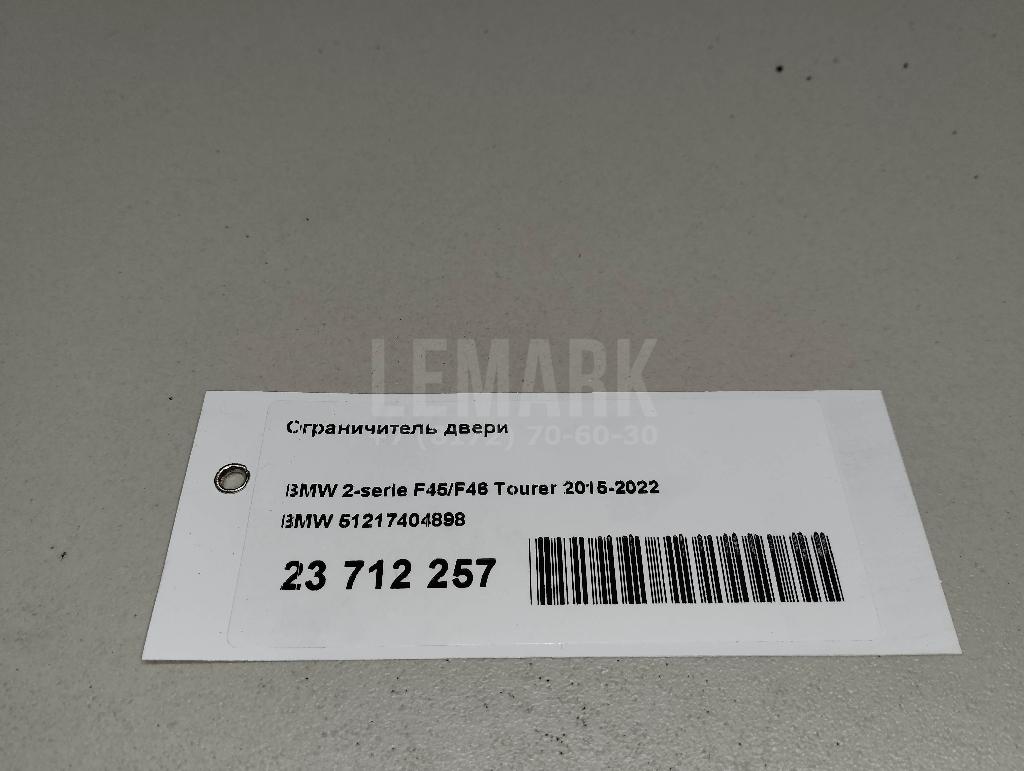 LEMARK
Ограничитель двери
70-60-30
BMW 2-serie F45/F46 Tourer 2015-2022
BMW 51217404898
23 712 257